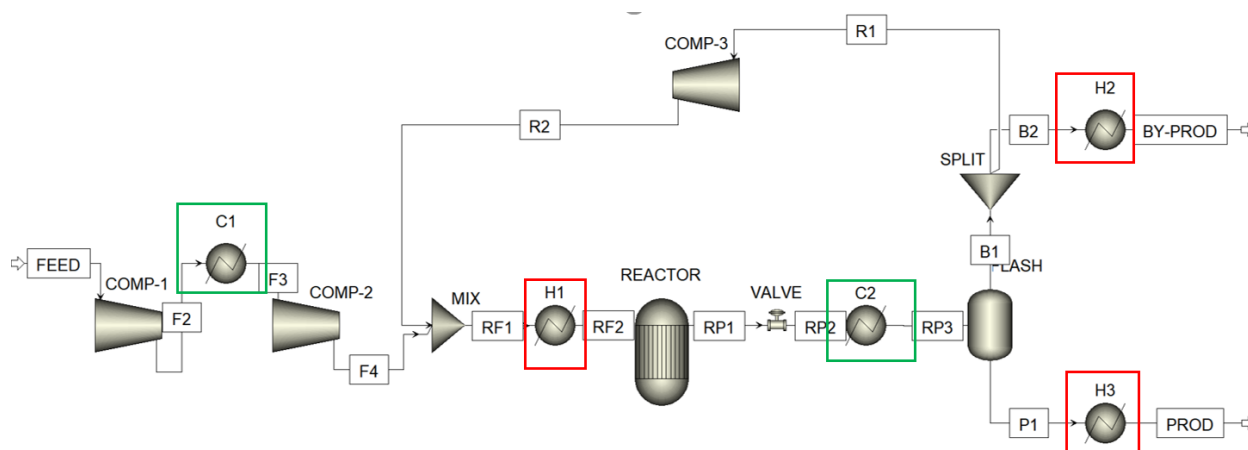 COMP-3
R1
H2
R2
B2
BY-PROD
SPLIT
C1
B1
FLASH
FEED
COMP-1
F3
COMP-2
F2
MIX
H1
REACTOR
VALVE
C2
RF1
RF2
RP1
RP2
RP3
F4
H3
P1
PROD